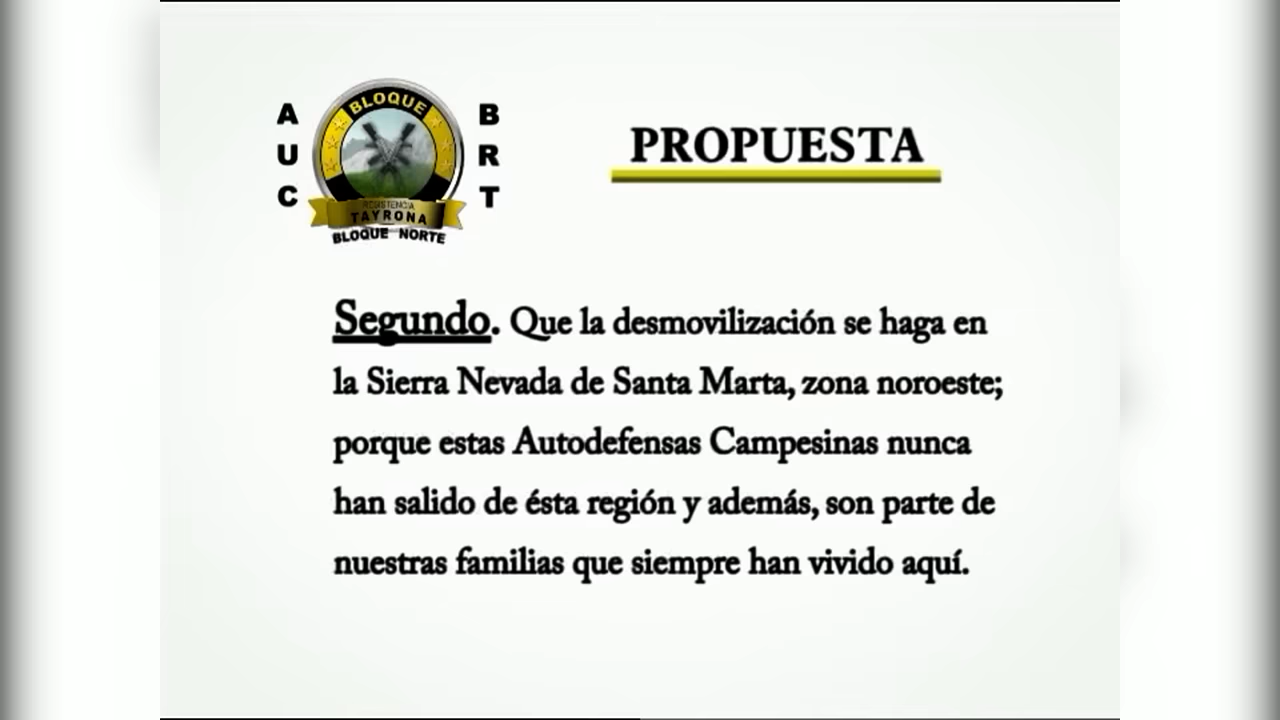 A
U
C
B
R
T
BLOQUE
RESISTENCIA
TAYRONA
BLOQUE NORTE
PROPUESTA
Segundo. Que la desmovilización se haga en
la Sierra Nevada de Santa Marta, zona noroeste;
porque estas Autodefensas Campesinas nunca
han salido de ésta región y además, son parte de
nuestras familias que siempre han vivido aquí.